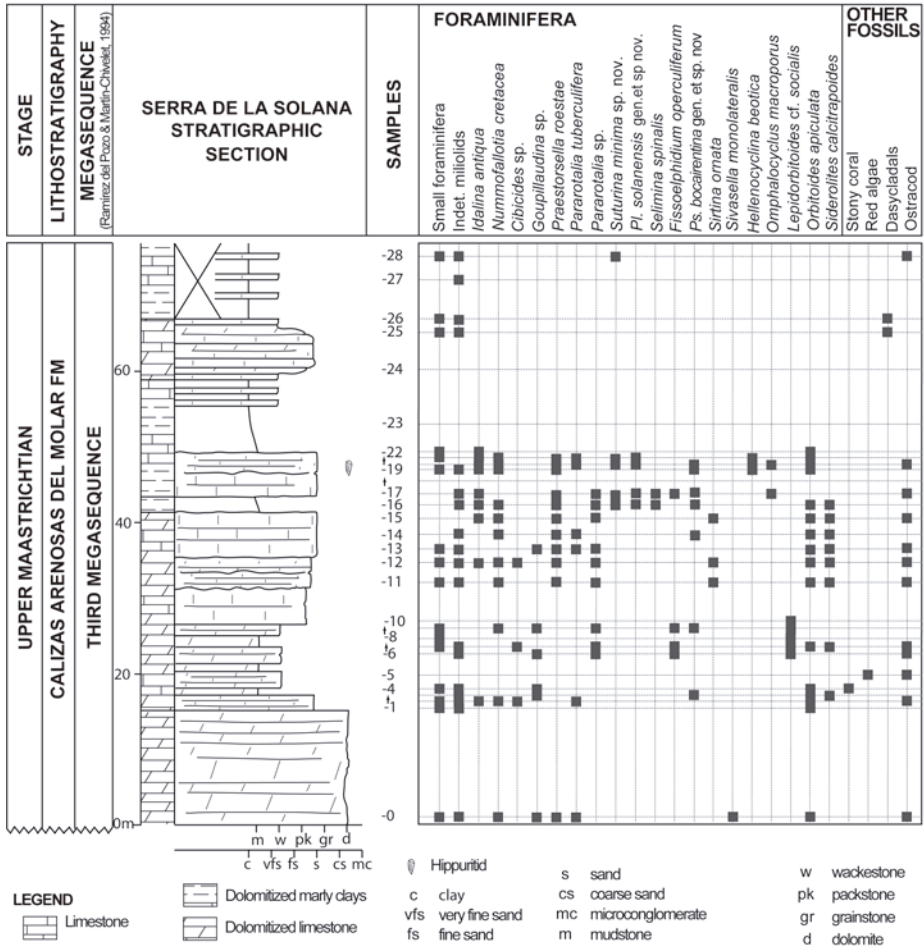 STAGE
LITHOSTRATIGRAPHY
MEGASEQUENCE
(Ramirez del Pozo & Martín-Chivelet, 1994)
SERRA DE LA SOLANA
STRATIGRAPHIC
SECTION
SAMPLES
FORAMINIFERA
Small foraminifera
Indet. miliolids
Idalina antiqua
Nummofallotia cretacea
Cibicides sp.
Goupillaudina sp.
Praestorsella roestae
Pararotalia tuberculifera
Pararotalia sp.
Suturina minima sp. nov.
Pl. solanensis gen.et sp nov.
Selimina spinalis
Fissoelphidium operculiferum
Ps. bocairentina gen. et sp. nov
Sirtina ornata
Sivasella monolateralis
Hellenocyclina beotica
Omphalocyclus macroporus
Lepidorbitoides cf. socialis
Orbitoides apiculata
Siderolites calcitrapoides
OTHER
FOSSILS
Stony coral
Red algae
Dasycladals
Ostracod
UPPER MAASTRICHTIAN
CALIZAS ARENOSAS DEL MOLAR FM
THIRD MEGASEQUENCE
60
40
20
0m
-28
-27
-26
-25
-24
-23
-22
-19
-17
-16
-15
-14
-13
-12
-11
-10
-8
-6
-5
-4
-1
-0
m w pk gr d
c vfs fs s cs mc
LEGEND
Limestone
Dolomitized marly clays
Dolomitized limestone
Hippuritid
c clay
vfs very fine sand
fs fine sand
s sand
cs coarse sand
mc microconglomerate
m mudstone
w wackestone
pk packstone
gr grainstone
d dolomite